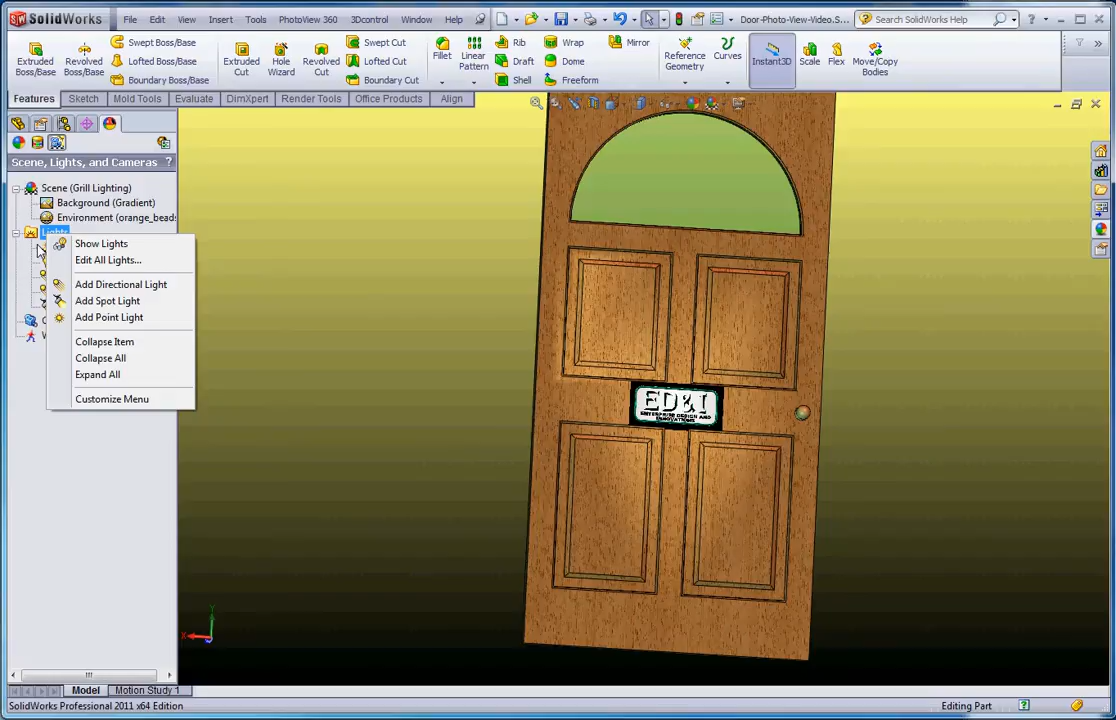 SolidWorks
File Edit View Insert Tools PhotoView 360 3Dcontrol Window Help
Door-Photo-View-Video.S...
Search SolidWorks Help
Extruded Boss/Base
Revolved Boss/Base
Swept Boss/Base
Lofted Boss/Base
Boundary Boss/Base
Extruded Cut
Hole Wizard
Revolved Cut
Swept Cut
Lofted Cut
Boundary Cut
Fillet
Linear Pattern
Rib
Draft
Shell
Wrap
Dome
Freeform
Mirror
Reference Geometry
Curves
Instant3D
Scale
Flex
Move/Copy Bodies
Features Sketch Mold Tools Evaluate DimXpert Render Tools Office Products Align
Scene, Lights, and Cameras ?
Scene (Grill Lighting)
Background (Gradient)
Environment (orange_beads
Lights
Show Lights
Edit All Lights...
Add Directional Light
Add Spot Light
Add Point Light
Collapse Item
Collapse All
Expand All
Customize Menu
ED&I
ENTERPRISE DESIGN AND
INNOVATIONS
Y
X
Model Motion Study 1
SolidWorks Professional 2011 x64 Edition
Editing Part